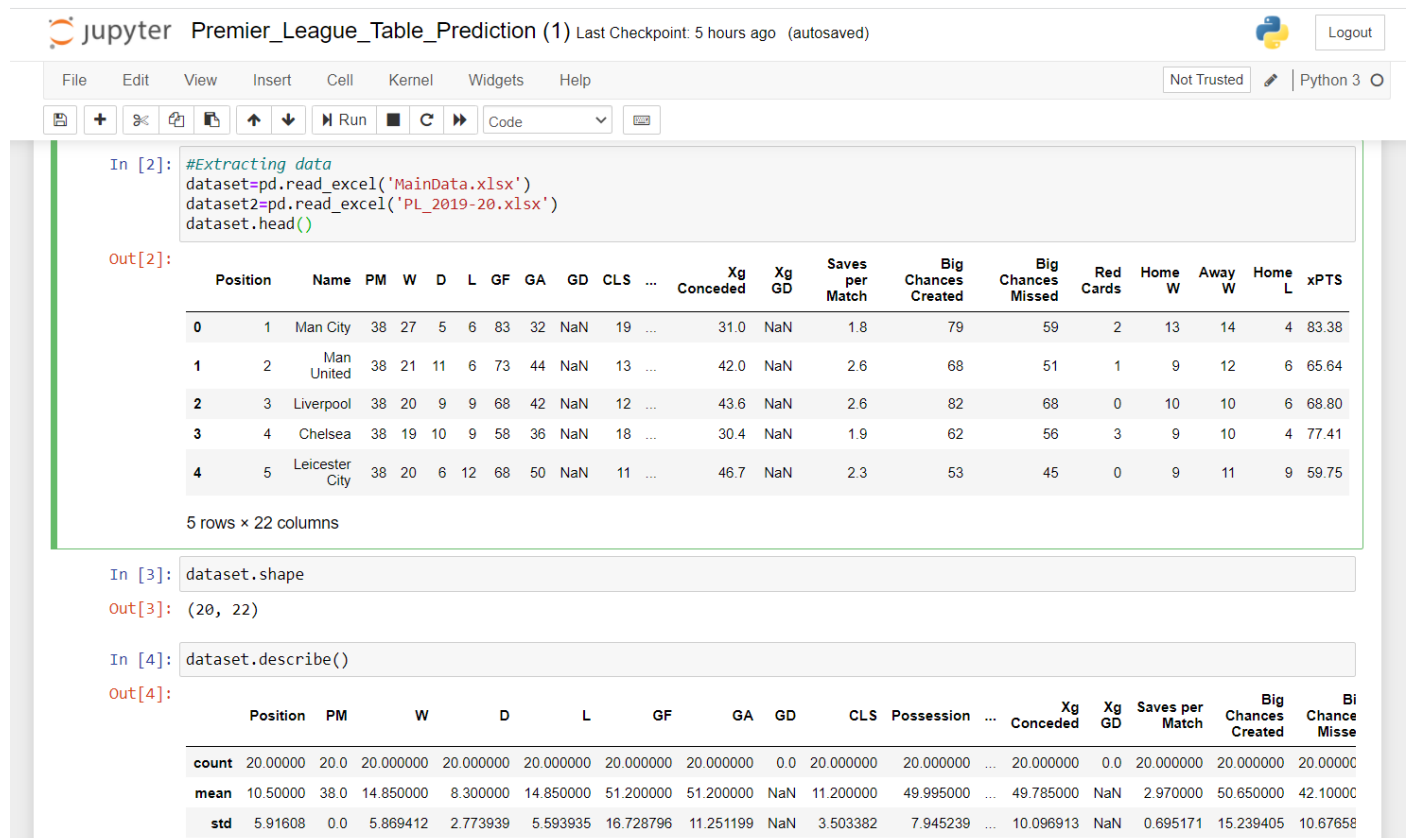 jupyter Premier_League_Table_Prediction (1) Last Checkpoint: 5 hours ago (autosaved) Logout
File Edit View Insert Cell Kernel Widgets Help Not Trusted Python 3
Run Code
In [2]: #Extracting data
dataset=pd.read_excel('MainData.xlsx')
dataset2=pd.read_excel('PL_2019-20.xlsx')
dataset.head()
Out[2]:
Position Name PM W D L GF GA GD CLS ... Xg Conceded Xg GD Saves per Match Big Chances Created Big Chances Missed Red Cards Home W Away W Home L xPTS
0 1 Man City 38 27 5 6 83 32 NaN 19 ... 31.0 NaN 1.8 79 59 2 13 14 4 83.38
1 2 Man United 38 21 11 6 73 44 NaN 13 ... 42.0 NaN 2.6 68 51 1 9 12 6 65.64
2 3 Liverpool 38 20 9 9 68 42 NaN 12 ... 43.6 NaN 2.6 82 68 0 10 10 6 68.80
3 4 Chelsea 38 19 10 9 58 36 NaN 18 ... 30.4 NaN 1.9 62 56 3 9 10 4 77.41
4 5 Leicester City 38 20 6 12 68 50 NaN 11 ... 46.7 NaN 2.3 53 45 0 9 11 9 59.75
5 rows × 22 columns
In [3]: dataset.shape
Out[3]: (20, 22)
In [4]: dataset.describe()
Out[4]:
Position PM W D L GF GA GD CLS Possession ... Xg Conceded Xg GD Saves per Match Big Chances Created Bi Chance Misse
count 20.00000 20.0 20.000000 20.000000 20.000000 20.000000 20.000000 0.0 20.000000 20.000000 ... 20.000000 0.0 20.000000 20.000000 20.00000
mean 10.50000 38.0 14.850000 8.300000 14.850000 51.200000 51.200000 NaN 11.200000 49.995000 ... 49.785000 NaN 2.970000 50.650000 42.10000
std 5.91608 0.0 5.869412 2.773939 5.593935 16.728796 11.251199 NaN 3.503382 7.945239 ... 10.096913 NaN 0.695171 15.239405 10.67658